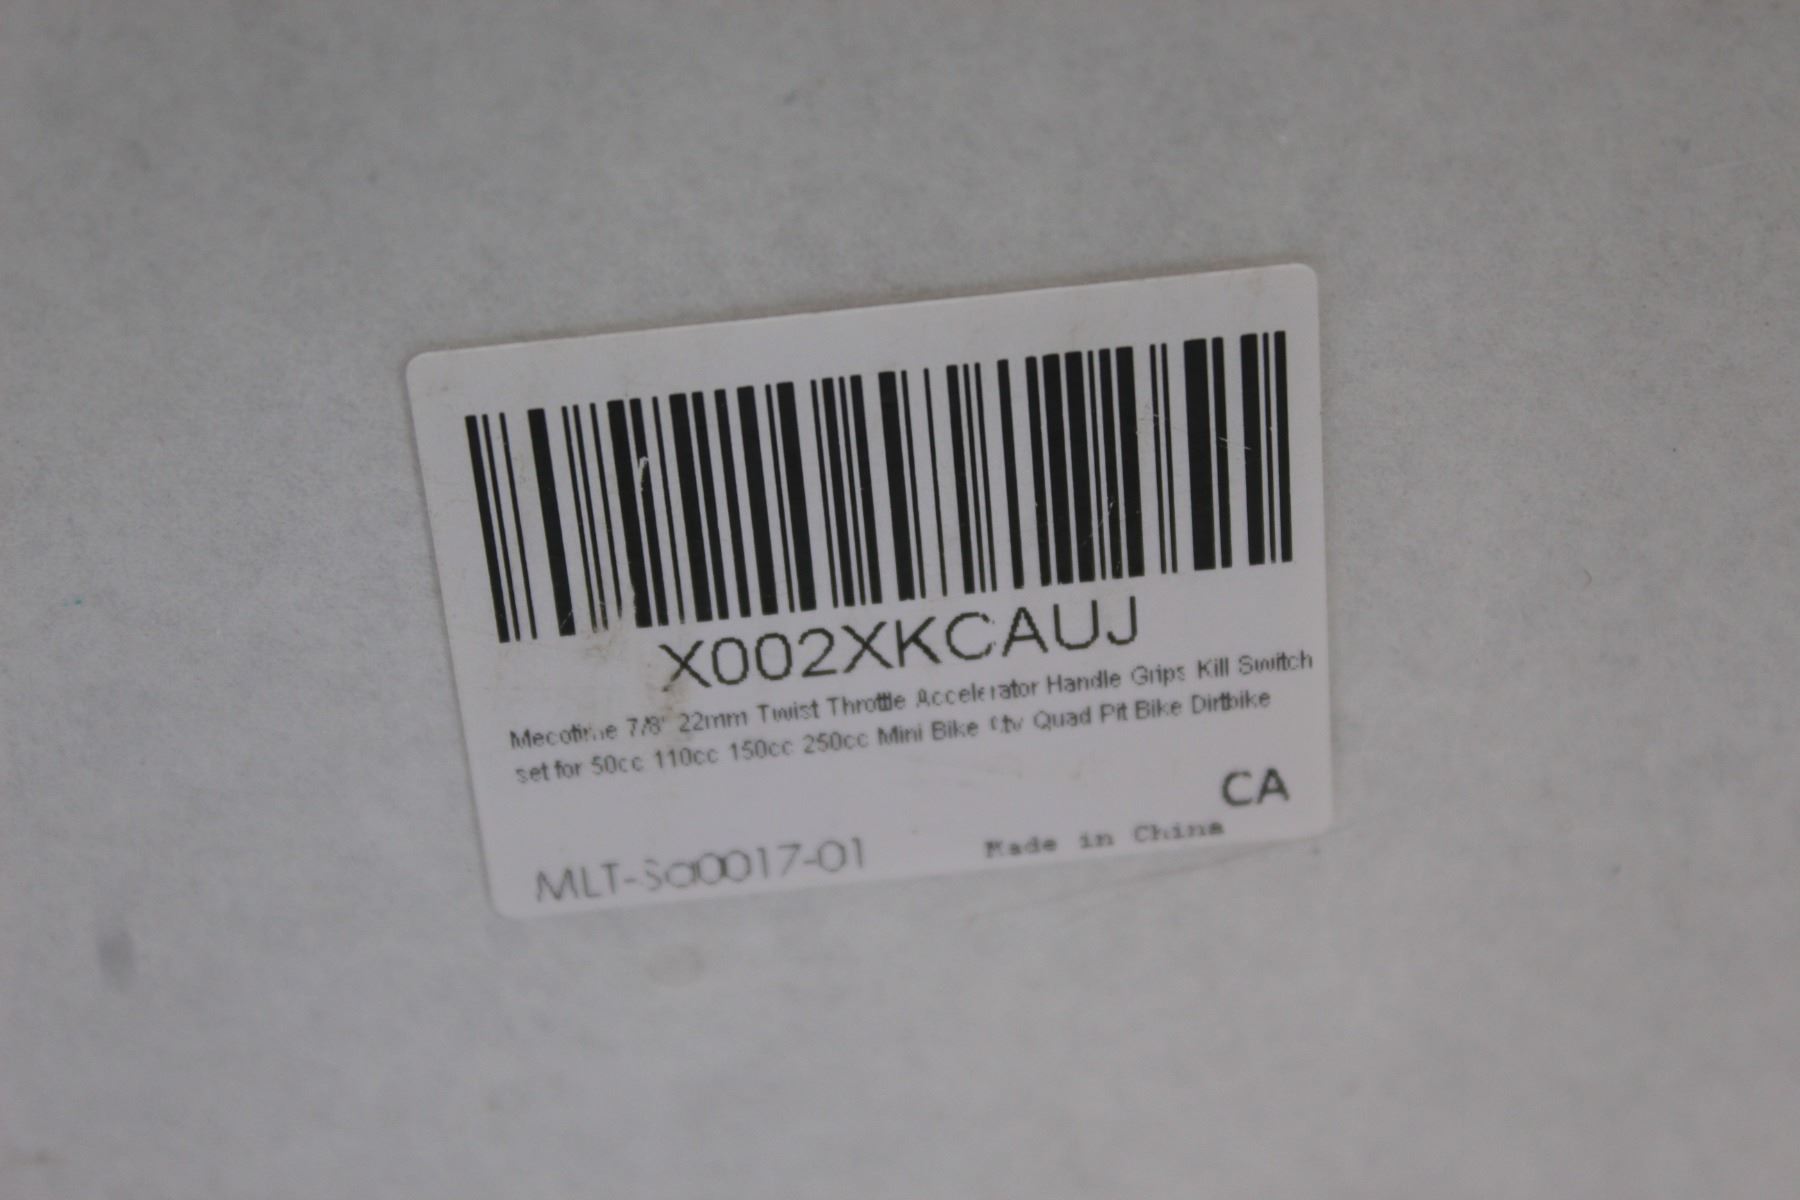 X002XKCAUJ
Mecotime 7/8" 22mm Twist Throttle Accelerator Handle Grips Kill Switch
set for 50cc 110cc 150cc 250cc Mini Bike Atv Quad Pit Bike Dirtbike
CA
MLT-Sa0017-01
Made in China